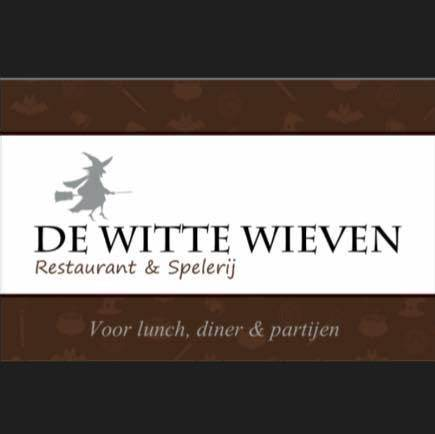 DE WITTE WIEVEN
Restaurant & Spelerij
Voor lunch, diner & partijen